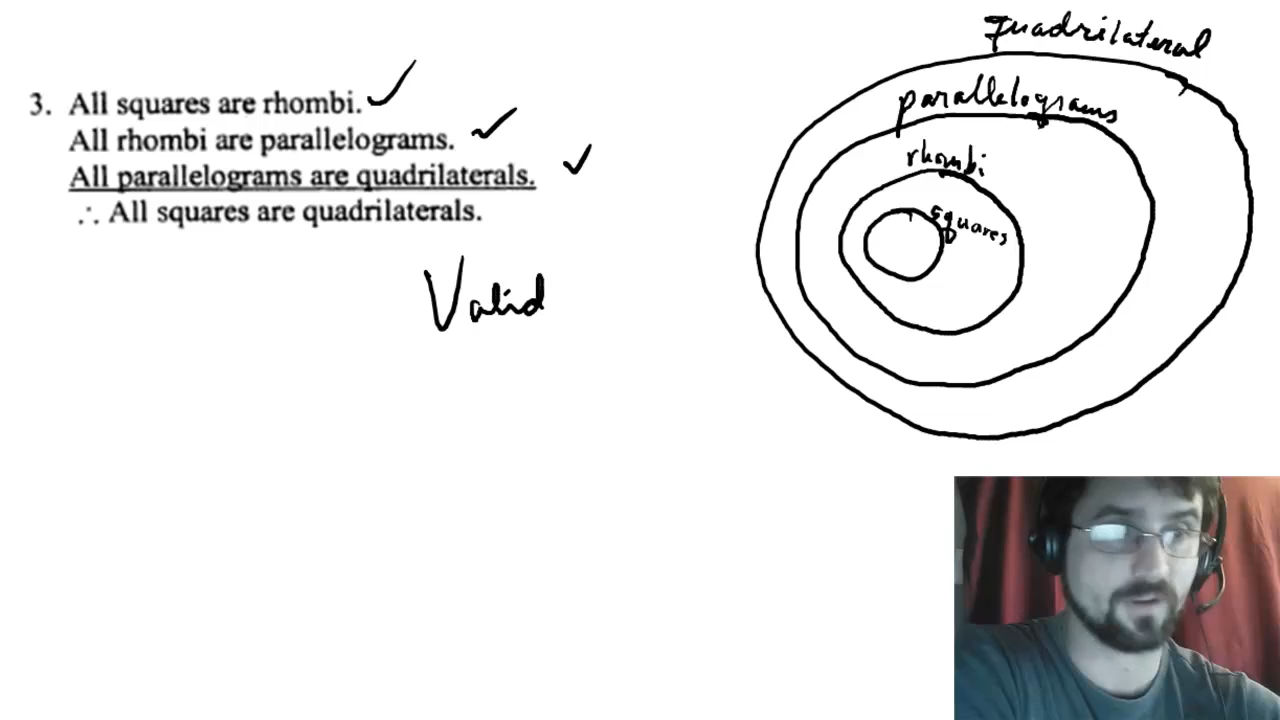 3. All squares are rhombi.
All rhombi are parallelograms.
All parallelograms are quadrilaterals.
∴ All squares are quadrilaterals.
Valid
quadrilateral
parallelograms
rhombi
squares